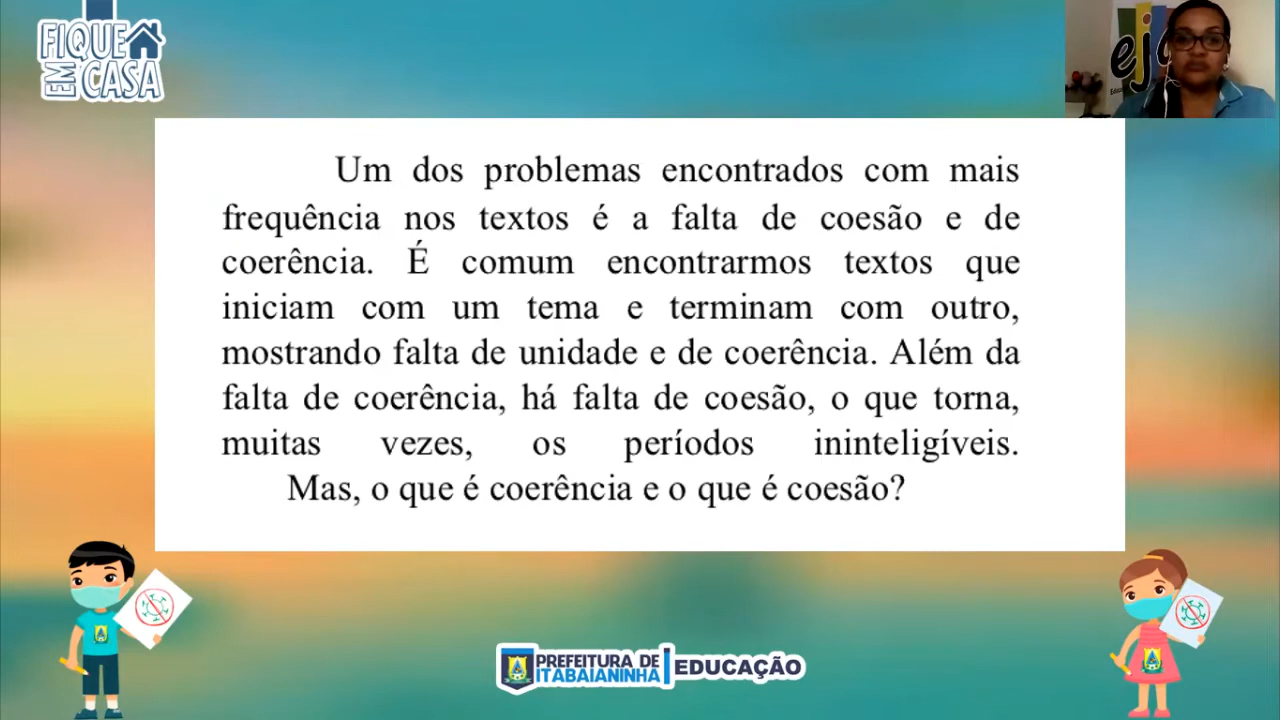 FIQUE
EM CASA
eja
Um dos problemas encontrados com mais
frequência nos textos é a falta de coesão e de
coerência. É comum encontrarmos textos que
iniciam com um tema e terminam com outro,
mostrando falta de unidade e de coerência. Além da
falta de coerência, há falta de coesão, o que torna,
muitas vezes, os períodos ininteligíveis.
Mas, o que é coerência e o que é coesão?
PREFEITURA DE
ITABAIANINHA
EDUCAÇÃO